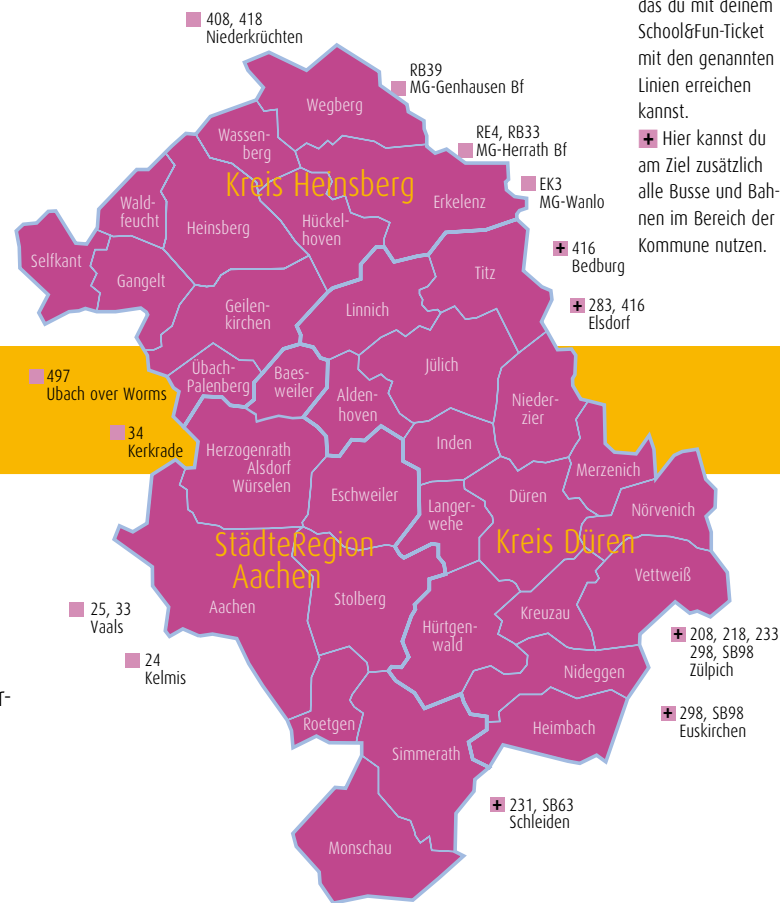 das du mit deinem
School&Fun-Ticket
mit den genannten
Linien erreichen
kannst.
+ Hier kannst du
am Ziel zusätzlich
alle Busse und Bah-
nen im Bereich der
Kommune nutzen.
408, 418
Niederkrüchten
RB39
MG-Genhausen Bf
RE4, RB33
MG-Herrath Bf
EK3
MG-Wanlo
+ 416
Bedburg
+ 283, 416
Elsdorf
497
Ubach over Worms
34
Kerkrade
25, 33
Vaals
24
Kelmis
+ 208, 218, 233
298, SB98
Zülpich
+ 298, SB98
Euskirchen
+ 231, SB63
Schleiden
Kreis Heinsberg
Wegberg
Wassen-
berg
Erkelenz
Wald-
feucht
Heinsberg
Hückel-
hoven
Selfkant
Gangelt
Geilen-
kirchen
Übach-
Palenberg
StädteRegion
Aachen
Baes-
weiler
Herzogenrath
Alsdorf
Würselen
Eschweiler
Aachen
Stolberg
Roetgen
Simmerath
Monschau
Kreis Düren
Titz
Linnich
Jülich
Alden-
hoven
Nieder-
zier
Inden
Merzenich
Langer-
wehe
Düren
Nörvenich
Vettweiß
Kreuzau
Hürtgen-
wald
Nideggen
Heimbach